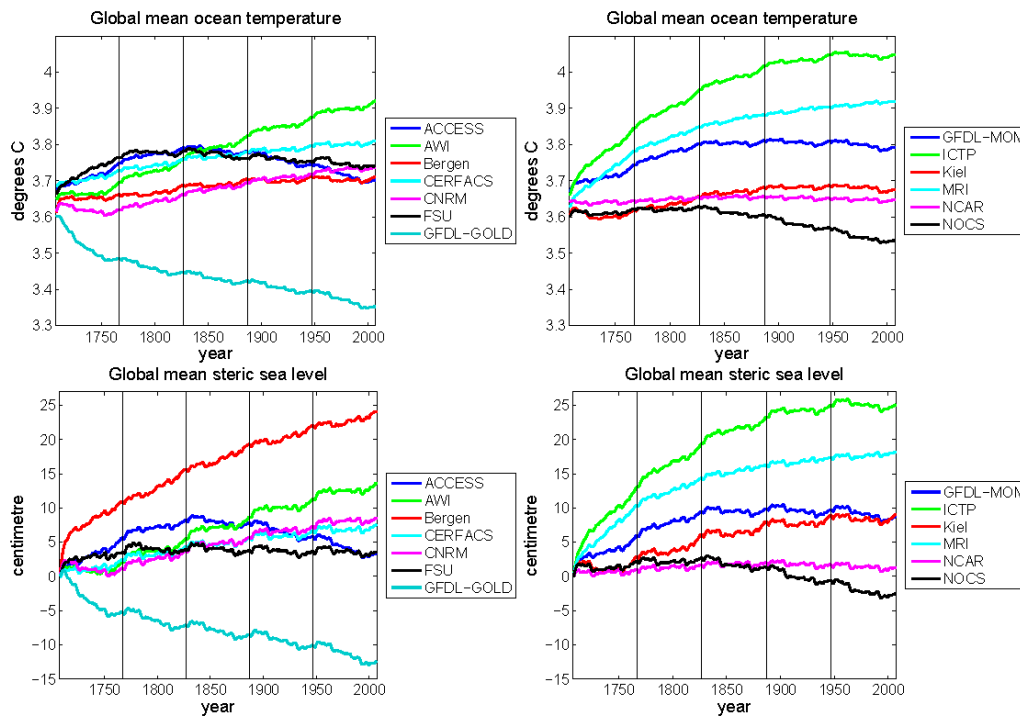 Global mean ocean temperature
degrees C
4
3.9
3.8
3.7
3.6
3.5
3.4
3.3
1750 1800 1850 1900 1950 2000
year
ACCESS
AWI
Bergen
CERFACS
CNRM
FSU
GFDL-GOLD
Global mean ocean temperature
degrees C
4
3.9
3.8
3.7
3.6
3.5
3.4
3.3
1750 1800 1850 1900 1950 2000
year
GFDL-MOM
ICTP
Kiel
MRI
NCAR
NOCS
Global mean steric sea level
centimetre
25
20
15
10
5
0
−5
−10
−15
1750 1800 1850 1900 1950 2000
year
ACCESS
AWI
Bergen
CERFACS
CNRM
FSU
GFDL-GOLD
Global mean steric sea level
centimetre
25
20
15
10
5
0
−5
−10
−15
1750 1800 1850 1900 1950 2000
year
GFDL-MOM
ICTP
Kiel
MRI
NCAR
NOCS